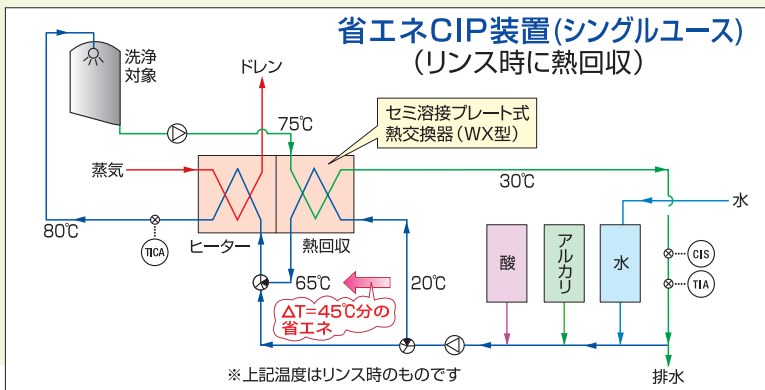 省エネCIP装置(シングルユース)
(リンス時に熱回収)
洗浄
対象
ドレン
75℃
セミ溶接プレート式
熱交換器(WX型)
蒸気
30℃
水
80℃
TICA
ヒーター
熱回収
65℃
20℃
酸
アルカリ
水
CIS
TIA
ΔT=45℃分の
省エネ
※上記温度はリンス時のものです
排水